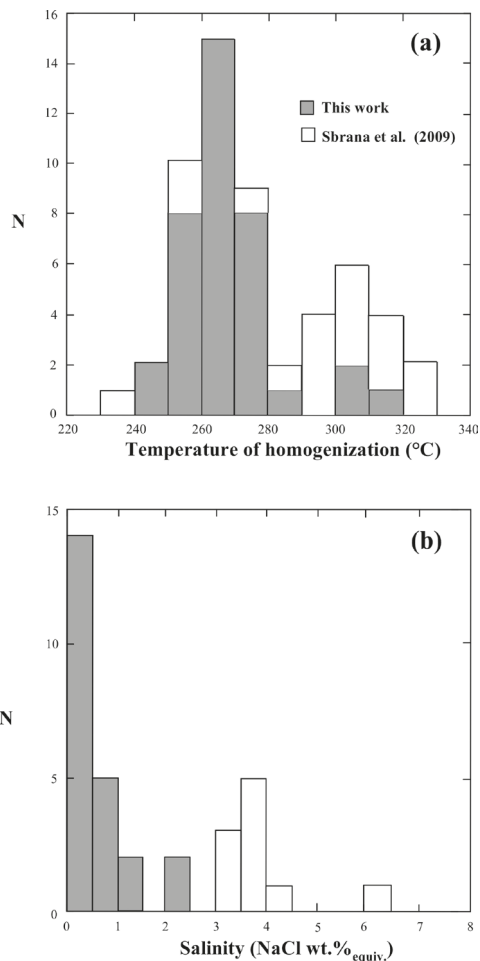 (a)
16
14
12
10
8
6
4
2
0
N
This work
Sbrana et al. (2009)
220 240 260 280 300 320 340
Temperature of homogenization (°C)
(b)
15
10
5
0
N
0 1 2 3 4 5 6 7 8
Salinity (NaCl wt.%equiv.)